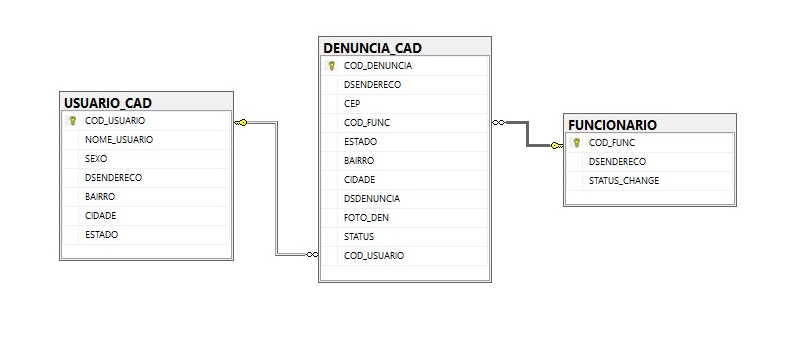 USUARIO_CAD
COD_USUARIO
NOME_USUARIO
SEXO
DSENDERECO
BAIRRO
CIDADE
ESTADO
DENUNCIA_CAD
COD_DENUNCIA
DSENDERECO
CEP
COD_FUNC
ESTADO
BAIRRO
CIDADE
DSDENUNCIA
FOTO_DEN
STATUS
COD_USUARIO
FUNCIONARIO
COD_FUNC
DSENDERECO
STATUS_CHANGE